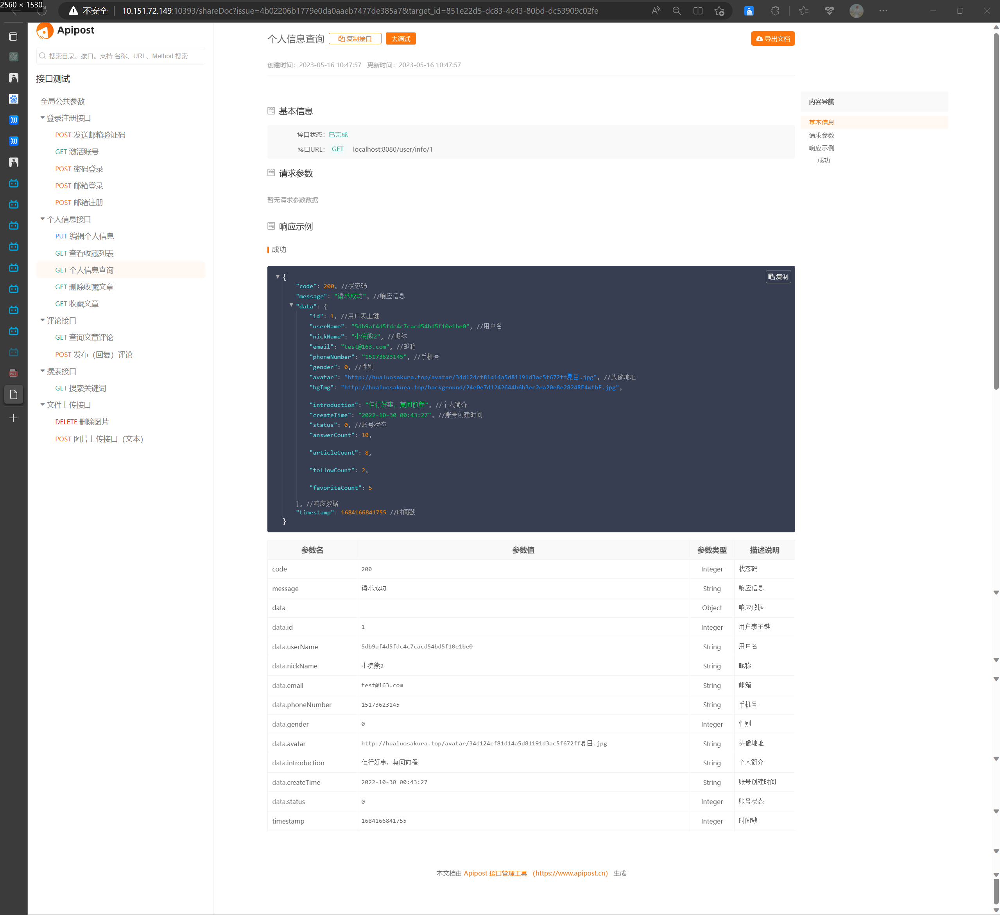 2560 × 1530
不安全 10.151.72.149:10393/shareDoc?issue=4b02206b1779e0da0aaeb7477de385a7&target_id=851e22d5-dc83-4c43-80bd-dc53909c02fe
Apipost
搜索目录、接口。支持 名称、URL、Method 搜索
接口测试
全局公共参数
登录注册接口
POST 发送邮箱验证码
GET 激活账号
POST 密码登录
POST 邮箱登录
POST 邮箱注册
个人信息接口
PUT 编辑个人信息
GET 查看收藏列表
GET 个人信息查询
GET 删除收藏文章
GET 收藏文章
评论接口
GET 查询文章评论
POST 发布（回复）评论
搜索接口
GET 搜索关键词
文件上传接口
DELETE 删除图片
POST 图片上传接口（文本）
个人信息查询 复制接口 去调试 导出文档
创建时间：2023-05-16 10:47:57 更新时间：2023-05-16 10:47:57
基本信息
接口状态：已完成
接口URL： GET localhost:8080/user/info/1
请求参数
暂无请求参数数据
响应示例
成功
复制
{
"code": 200, //状态码
"message": "请求成功", //响应信息
"data": {
"id": 1, //用户表主键
"userName": "5db9af4d5fdc4c7cacd54bd5f10e1be0", //用户名
"nickName": "小浣熊2", //昵称
"email": "test@163.com", //邮箱
"phoneNumber": "15173623145", //手机号
"gender": 0, //性别
"avatar": "http://hualuosakura.top/avatar/34d124cf81d14a5d81191d3ac5f672ff夏目.jpg", //头像地址
"bgImg": "http://hualuosakura.top/background/24e0e7d1242644b6b3ec2ea20e8e2824RE4wtbF.jpg",
"introduction": "但行好事，莫问前程", //个人简介
"createTime": "2022-10-30 00:43:27", //账号创建时间
"status": 0, //账号状态
"answerCount": 10,
"articleCount": 8,
"followCount": 2,
"favoriteCount": 5
}, //响应数据
"timestamp": 1684166841755 //时间戳
}
参数名 参数值 参数类型 描述说明
code 200 Integer 状态码
message 请求成功 String 响应信息
data Object 响应数据
data.id 1 Integer 用户表主键
data.userName 5db9af4d5fdc4c7cacd54bd5f10e1be0 String 用户名
data.nickName 小浣熊2 String 昵称
data.email test@163.com String 邮箱
data.phoneNumber 15173623145 String 手机号
data.gender 0 Integer 性别
data.avatar http://hualuosakura.top/avatar/34d124cf81d14a5d81191d3ac5f672ff夏目.jpg String 头像地址
data.introduction 但行好事，莫问前程 String 个人简介
data.createTime 2022-10-30 00:43:27 String 账号创建时间
data.status 0 Integer 账号状态
timestamp 1684166841755 Integer 时间戳
本文档由 Apipost 接口管理工具 （https://www.apipost.cn） 生成
内容导航
基本信息
请求参数
响应示例
成功